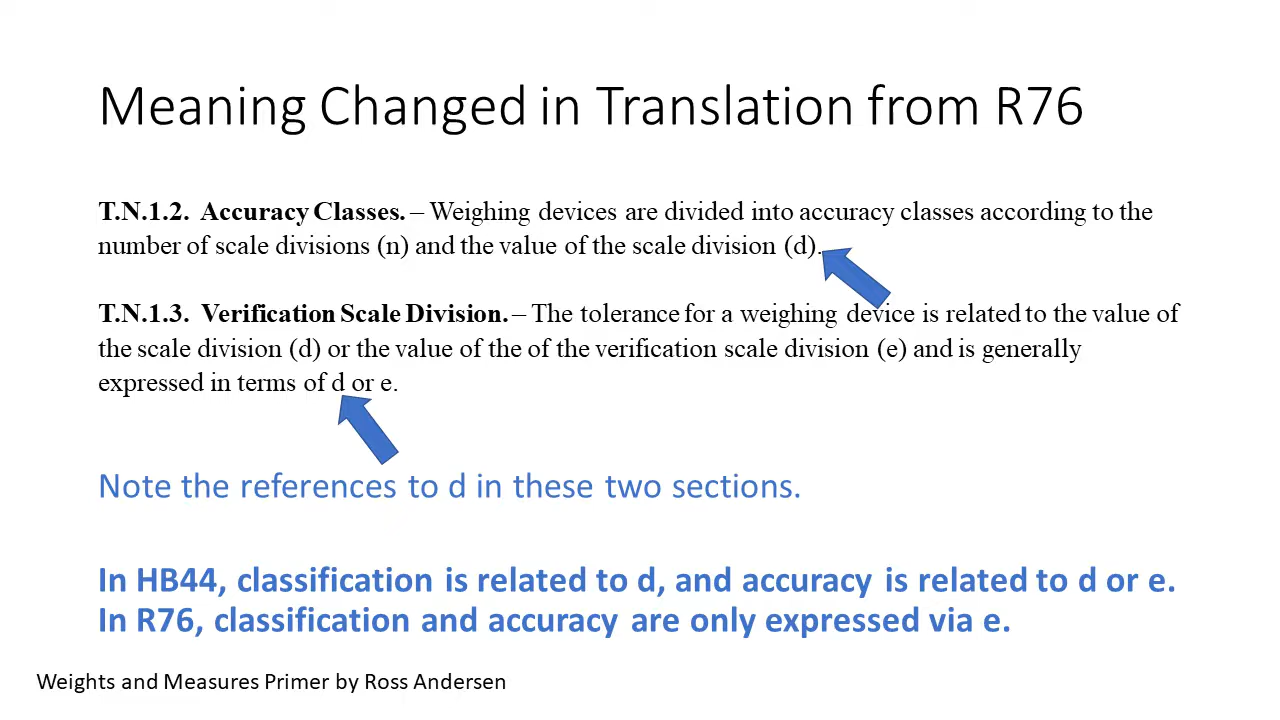 Meaning Changed in Translation from R76
T.N.1.2. Accuracy Classes. – Weighing devices are divided into accuracy classes according to the
number of scale divisions (n) and the value of the scale division (d).
T.N.1.3. Verification Scale Division. – The tolerance for a weighing device is related to the value of
the scale division (d) or the value of the of the verification scale division (e) and is generally
expressed in terms of d or e.
Note the references to d in these two sections.
In HB44, classification is related to d, and accuracy is related to d or e.
In R76, classification and accuracy are only expressed via e.
Weights and Measures Primer by Ross Andersen